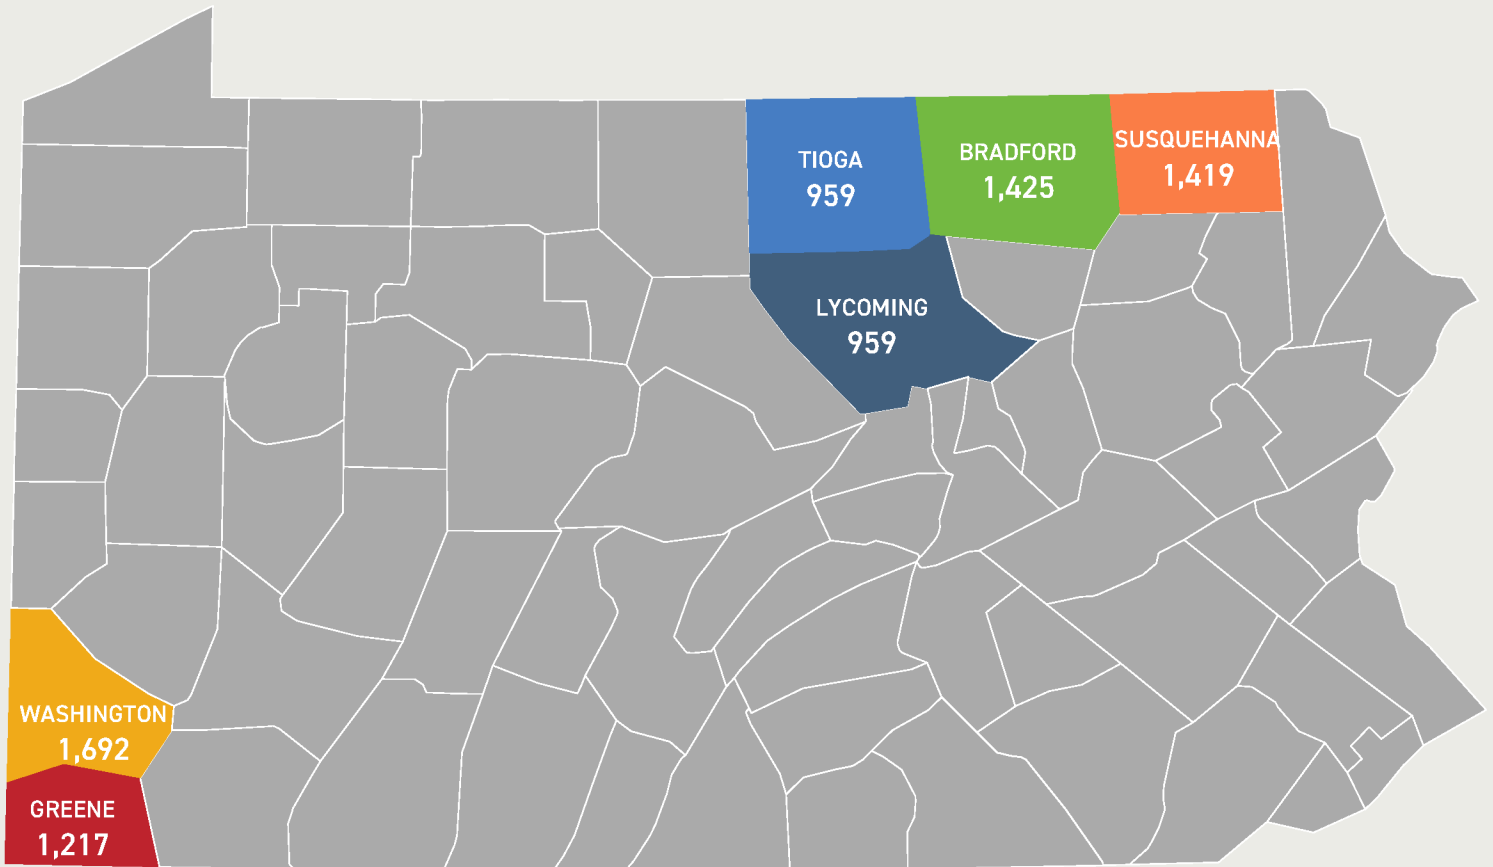 TIOGA
959
BRADFORD
1,425
SUSQUEHANNA
1,419
LYCOMING
959
WASHINGTON
1,692
GREENE
1,217